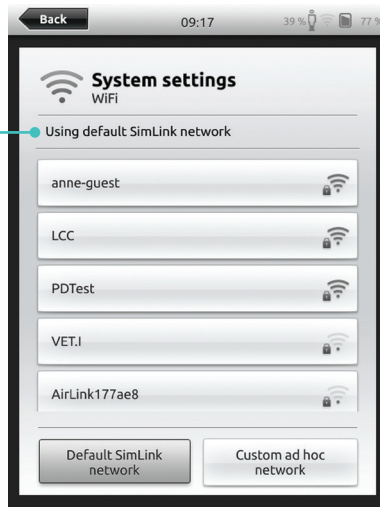 Back 09:17 39 % 77 %
System settings
WiFi
Using default SimLink network
anne-guest
LCC
PDTest
VET.I
AirLink177ae8
Default SimLink
network
Custom ad hoc
network